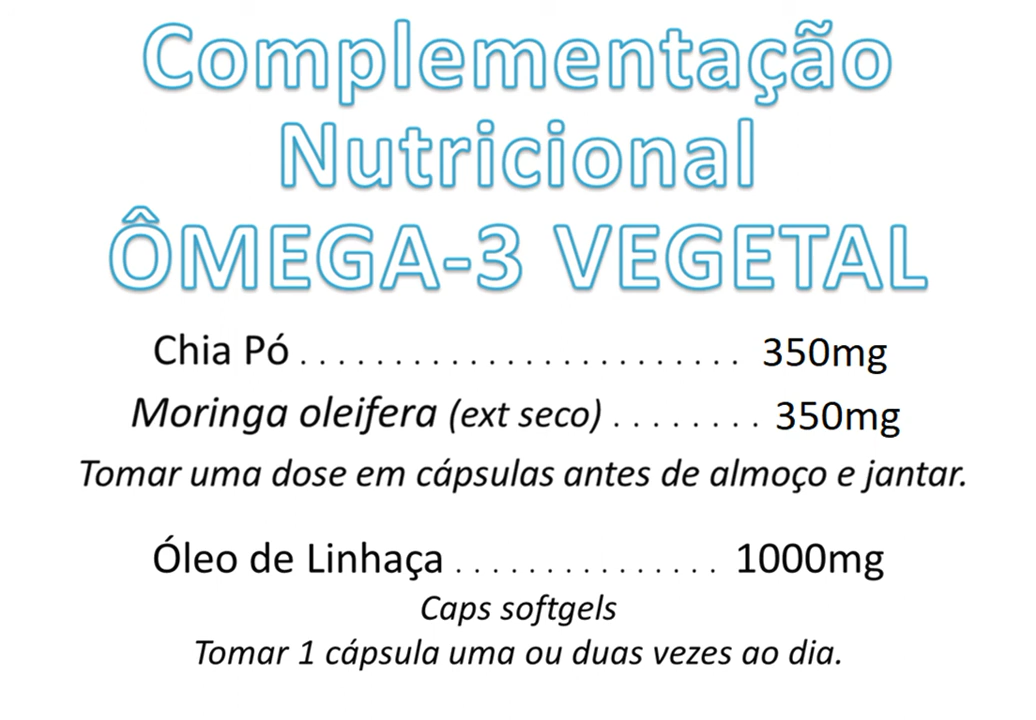 Complementação
Nutricional
ÔMEGA-3 VEGETAL
Chia Pó . . . . . . . . . . . . . . . . . . . . . . . . 350mg
Moringa oleifera (ext seco) . . . . . . . . 350mg
Tomar uma dose em cápsulas antes de almoço e jantar.
Óleo de Linhaça . . . . . . . . . . . . . . . 1000mg
Caps softgels
Tomar 1 cápsula uma ou duas vezes ao dia.